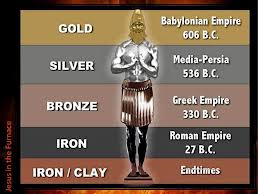 GOLD
Babylonian Empire
606 B.C.
SILVER
Media-Persia
536 B.C.
BRONZE
Greek Empire
330 B.C.
IRON
Roman Empire
27 B.C.
IRON / CLAY
Endtimes
Jesus in the Furnace